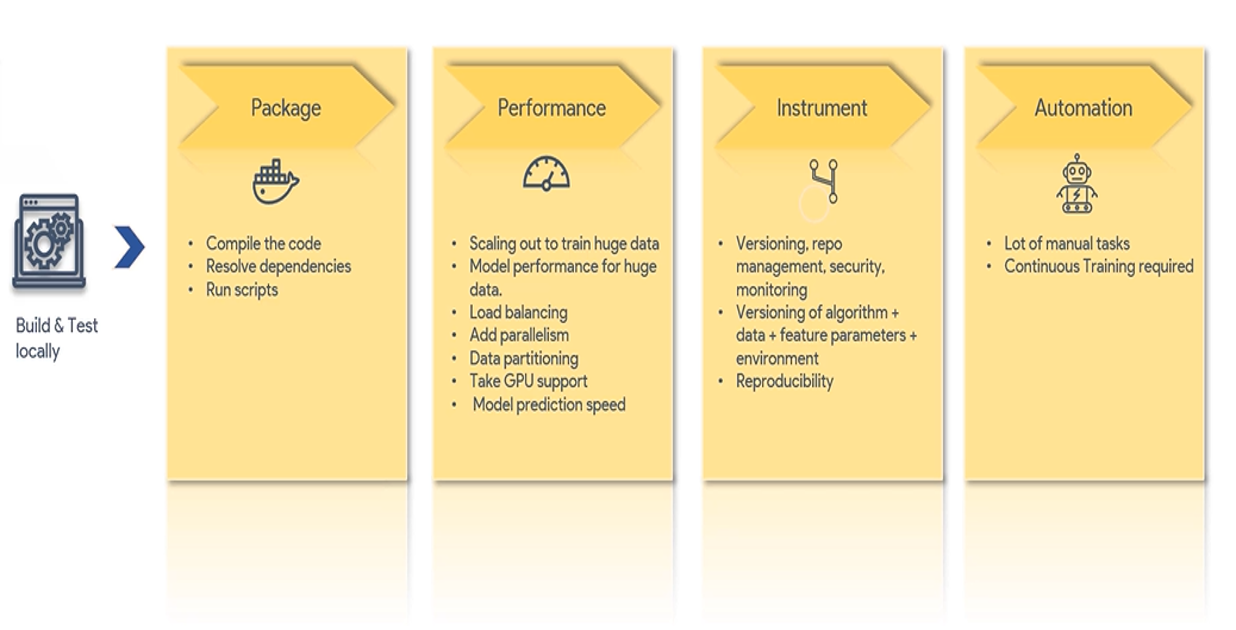 Build & Test
locally
Package
• Compile the code
• Resolve dependencies
• Run scripts
Performance
• Scaling out to train huge data
• Model performance for huge
data.
• Load balancing
• Add parallelism
• Data partitioning
• Take GPU support
• Model prediction speed
Instrument
• Versioning, repo
management, security,
monitoring
• Versioning of algorithm +
data + feature parameters +
environment
• Reproducibility
Automation
• Lot of manual tasks
• Continuous Training required